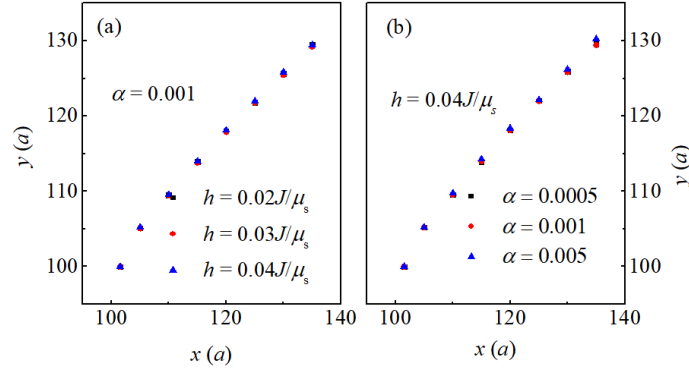 (a)
α = 0.001
h = 0.02J/μs
h = 0.03J/μs
h = 0.04J/μs
y (a)
130
120
110
100
100 120 140
x (a)
(b)
h = 0.04J/μs
α = 0.0005
α = 0.001
α = 0.005
130
120
110
100
y (a)
100 120 140
x (a)